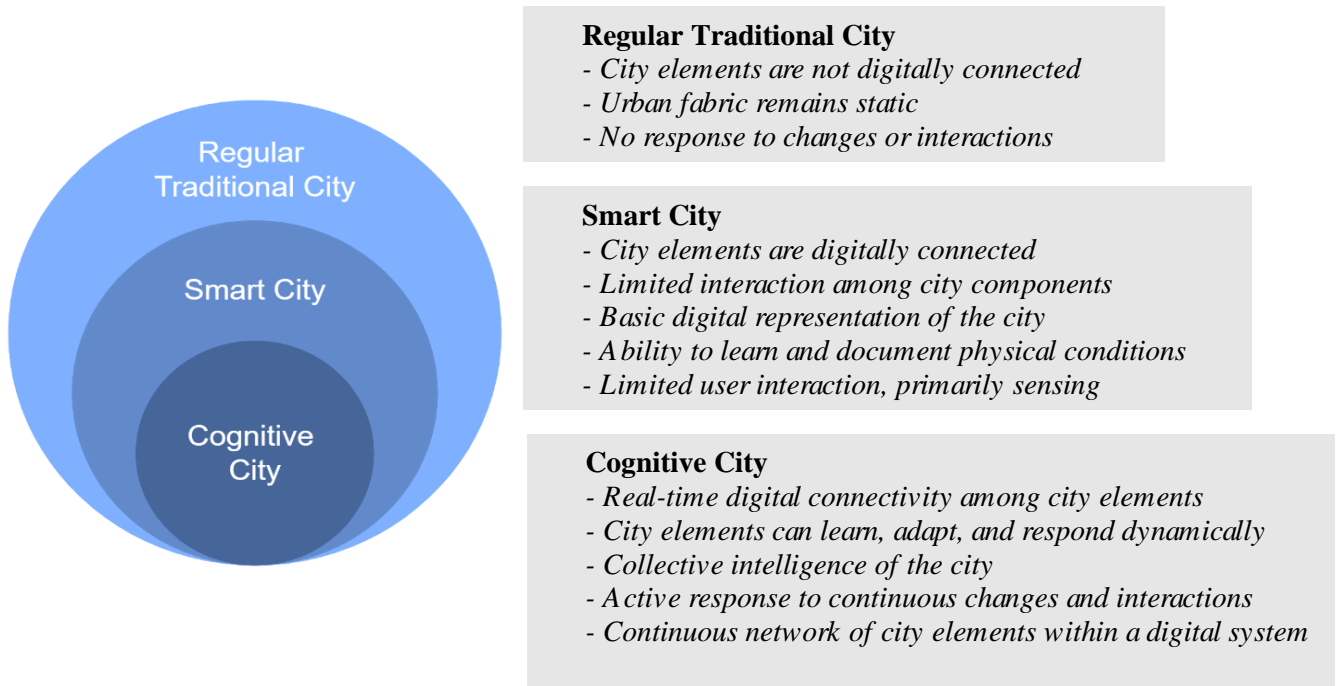 Regular
Traditional City
Smart City
Cognitive
City
Regular Traditional City
- City elements are not digitally connected
- Urban fabric remains static
- No response to changes or interactions
Smart City
- City elements are digitally connected
- Limited interaction among city components
- Basic digital representation of the city
- Ability to learn and document physical conditions
- Limited user interaction, primarily sensing
Cognitive City
- Real-time digital connectivity among city elements
- City elements can learn, adapt, and respond dynamically
- Collective intelligence of the city
- Active response to continuous changes and interactions
- Continuous network of city elements within a digital system